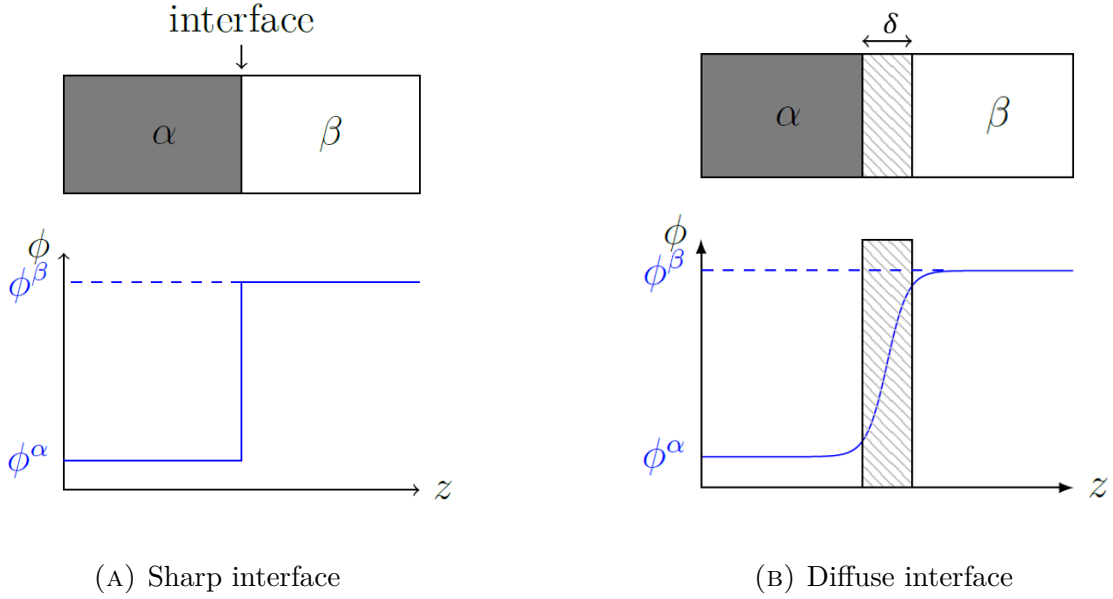 interface
α
β
ϕ
ϕ^β
ϕ^α
z
(A) Sharp interface
δ
α
β
ϕ
ϕ^β
ϕ^α
z
(B) Diffuse interface